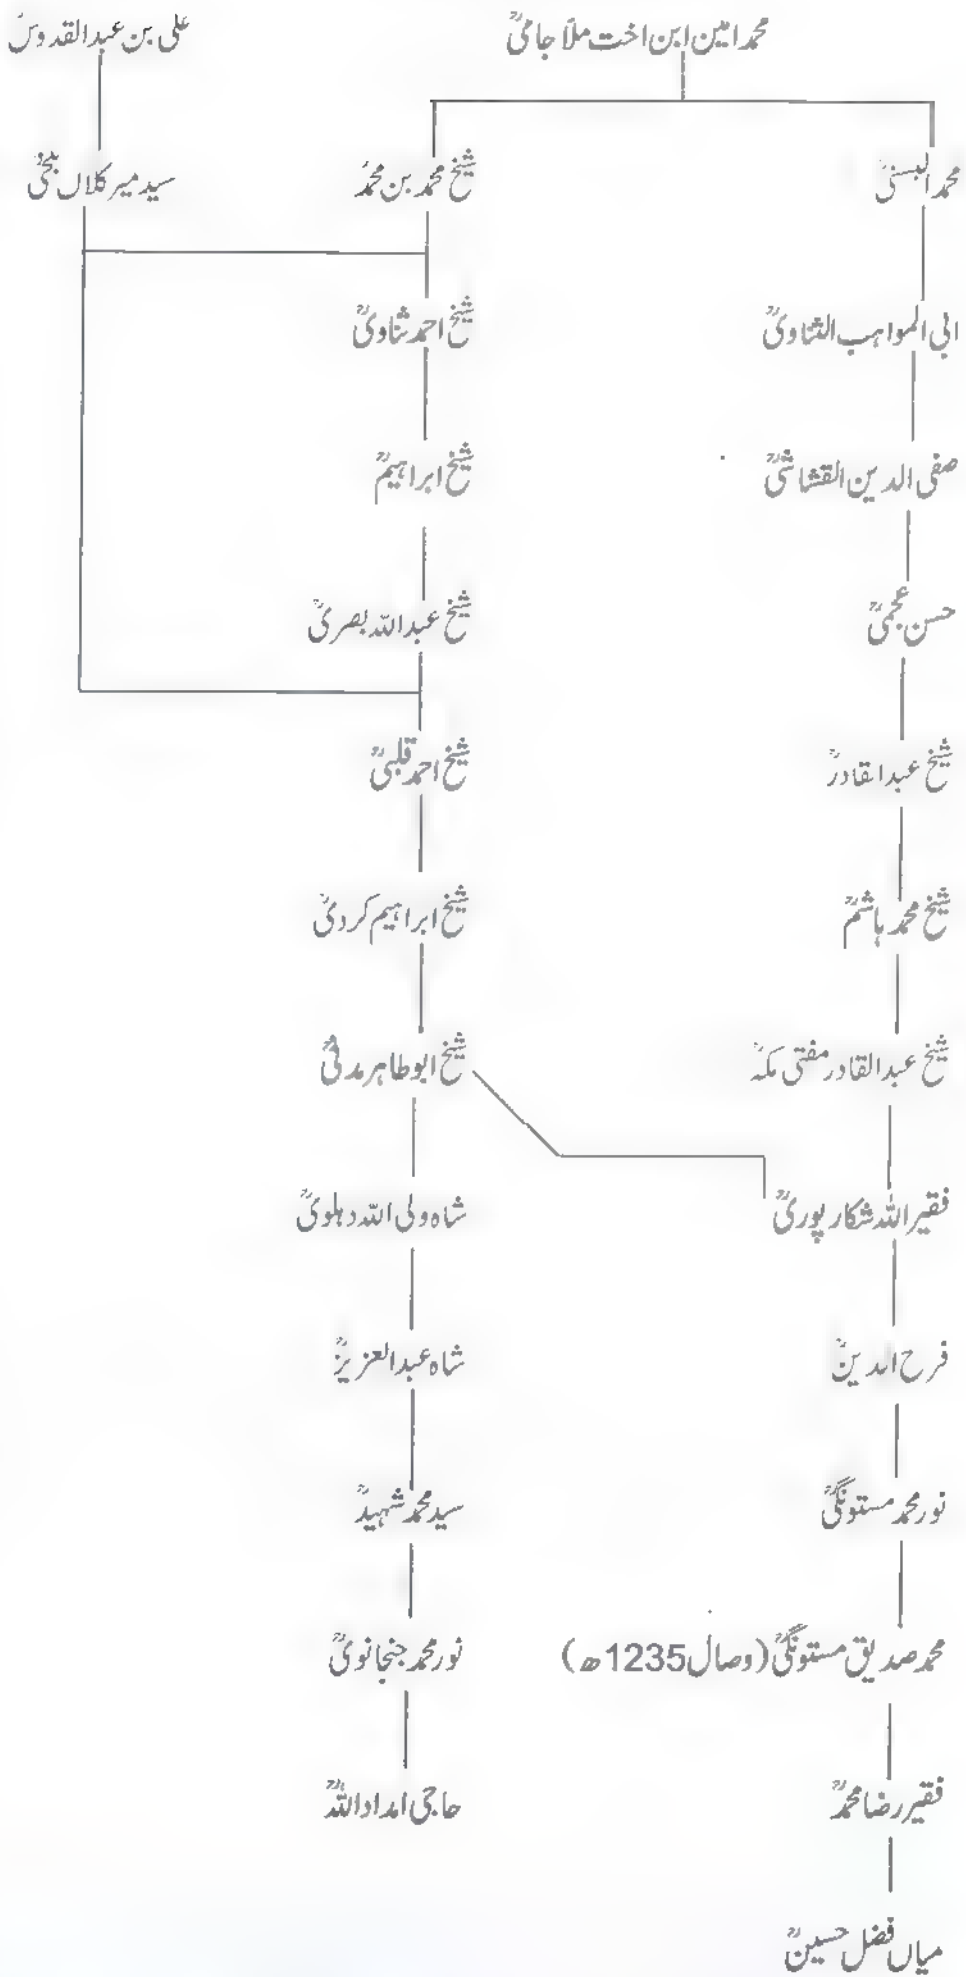 محمد امین ابن اخت ملا جامیؒ
علی بن عبدالقدوسؒ
محمد البسنیؒ
شیخ محمد بن محمدؒ
سید میر کلاں بلخیؒ
ابی المواہب الشناویؒ
شیخ احمد شناویؒ
صفی الدین القشاشیؒ
شیخ ابراہیمؒ
حسن عجمیؒ
شیخ عبداللہ بصریؒ
شیخ عبدالقادرؒ
شیخ احمد قلبیؒ
شیخ محمد ہاشمؒ
شیخ ابراہیم کردیؒ
شیخ عبدالقادر مفتی مکہؒ
شیخ ابو طاہر مدنیؒ
فقیر اللہ شکارپوریؒ
شاہ ولی اللہ دہلویؒ
فرح الدینؒ
شاہ عبدالعزیزؒ
نور محمد مستونگیؒ
سید محمد شہیدؒ
محمد صدیق مستونگیؒ (وصال 1235ھ)
نور محمد جنجانویؒ
فقیر رضا محمدؒ
حاجی امداد اللہؒ
میاں فضل حسینؒ